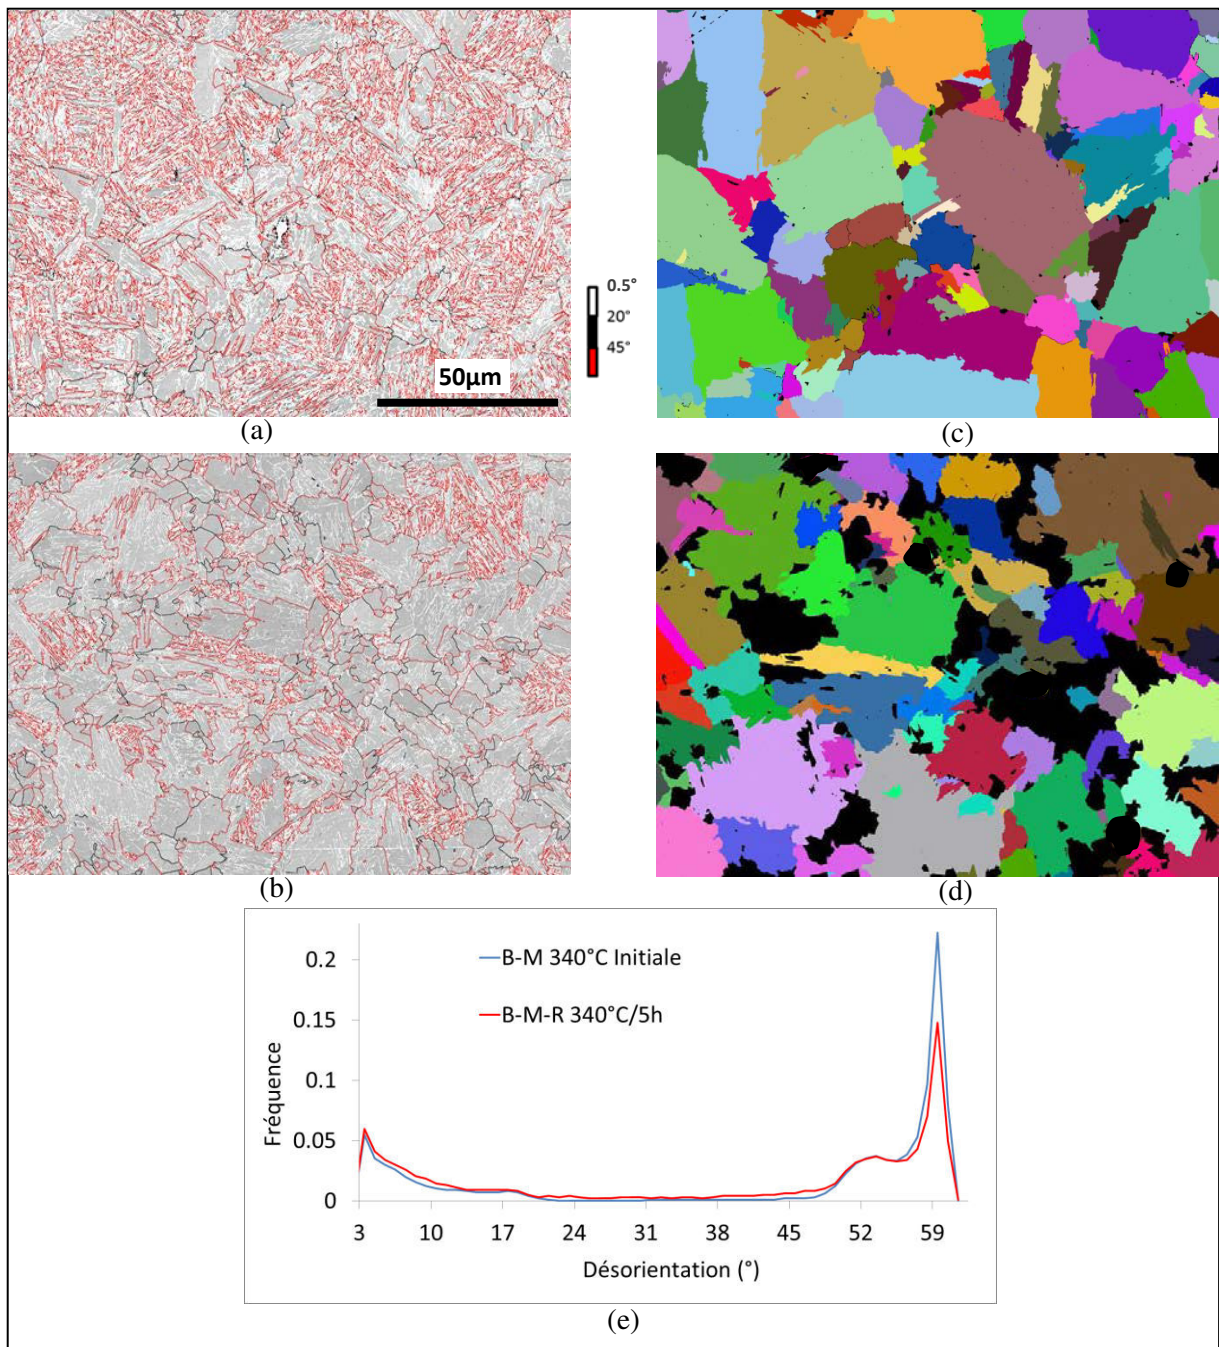 0.5°
20°
45°
50µm
(a)
(c)
(b)
(d)
B-M 340°C Initiale
B-M-R 340°C/5h
Fréquence
0.2
0.15
0.1
0.05
0
3 10 17 24 31 38 45 52 59
Désorientation (°)
(e)